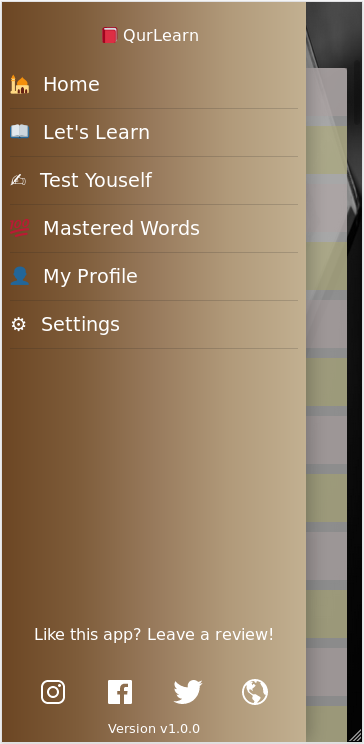 QurLearn
Home
Let's Learn
Test Youself
Mastered Words
My Profile
Settings
Like this app? Leave a review!
Version v1.0.0